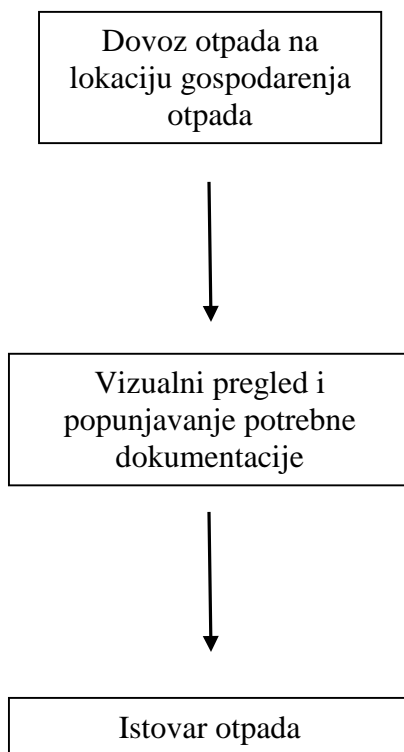 Dovoz otpada na
lokaciju gospodarenja
otpada
Vizualni pregled i
popunjavanje potrebne
dokumentacije
Istovar otpada